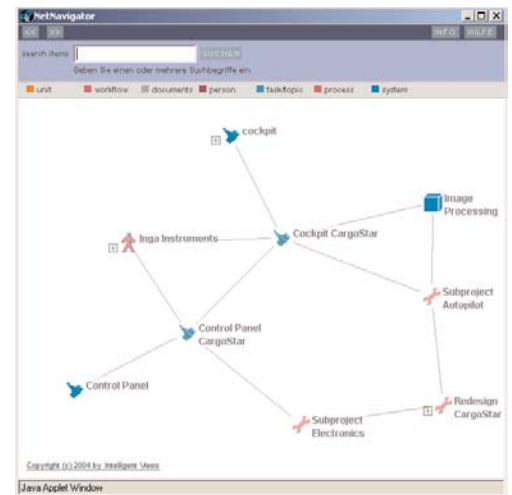 NetNavigator
<< >> INFO HILFE
search items SUCHEN
Geben Sie einen oder mehrere Suchbegriffe ein
unit workflow documents person task/topic process system
cockpit
Image
Processing
Inga Instruments
Cockpit CargoStar
Subproject
Autopilot
Control Panel
CargoStar
Control Panel
Redesign
CargoStar
Subproject
Electronics
Copyright (c) 2004 by Intelligent Views
Java Applet Window